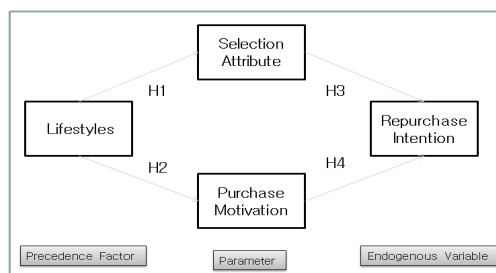 Selection
Attribute
H1
H3
Lifestyles
Repurchase
Intention
H2
H4
Purchase
Motivation
Precedence Factor
Parameter
Endogenous Variable